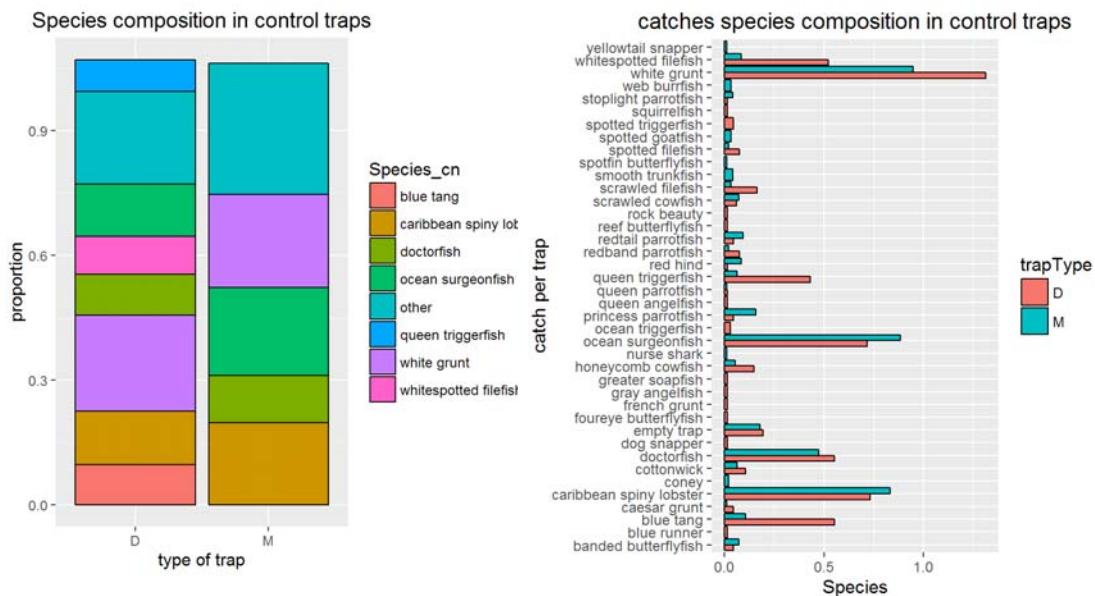 Species composition in control traps
proportion
0.9
0.6
0.3
0.0
D
M
type of trap
Species_cn
blue tang
caribbean spiny lob
doctorfish
ocean surgeonfish
other
queen triggerfish
white grunt
whitespotted filefish
catches species composition in control traps
catch per trap
yellowtail snapper
whitespotted filefish
white grunt
web burrfish
stoplight parrotfish
squirrelfish
spotted triggerfish
spotted goatfish
spotted filefish
spotfin butterflyfish
smooth trunkfish
scrawled filefish
scrawled cowfish
rock beauty
reef butterflyfish
redtail parrotfish
redband parrotfish
red hind
queen triggerfish
queen parrotfish
queen angelfish
princess parrotfish
ocean triggerfish
ocean surgeonfish
nurse shark
honeycomb cowfish
greater soapfish
gray angelfish
french grunt
foureye butterflyfish
empty trap
dog snapper
doctorfish
cottonwick
coney
caribbean spiny lobster
caesar grunt
blue tang
blue runner
banded butterflyfish
0.0
0.5
1.0
Species
trapType
D
M